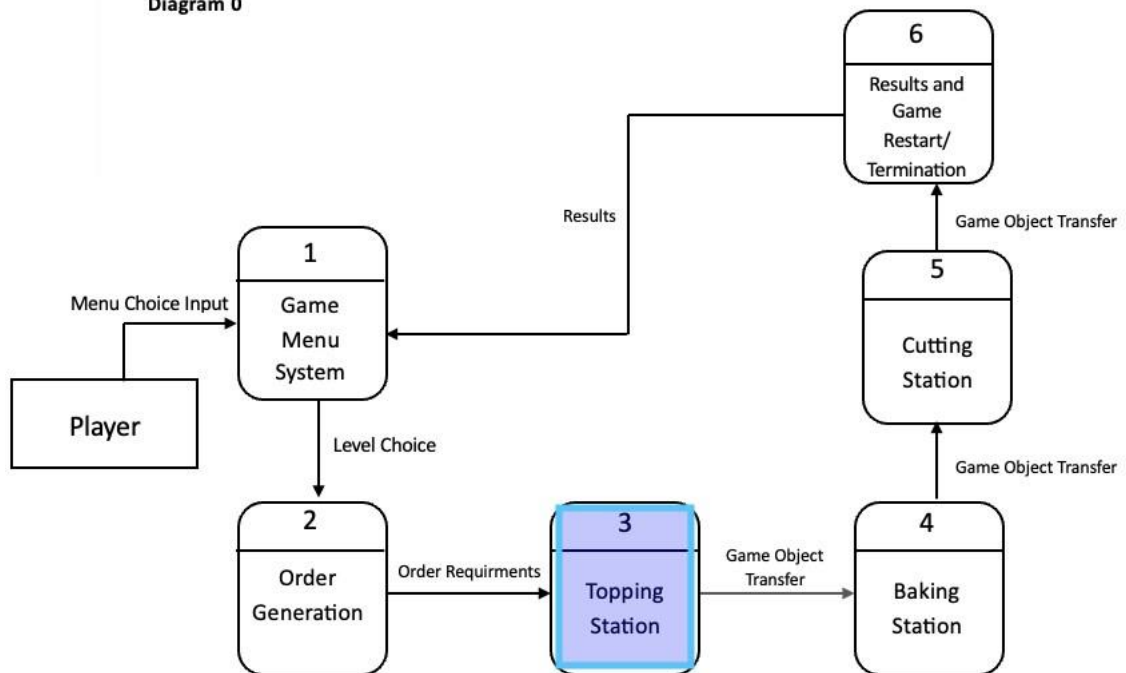 Diagram 0
6
Results and
Game
Restart/
Termination
Results
Game Object Transfer
1
Game
Menu
System
5
Cutting
Station
Menu Choice Input
Player
Level Choice
Game Object Transfer
2
Order
Generation
Order Requirments
3
Topping
Station
Game Object
Transfer
4
Baking
Station